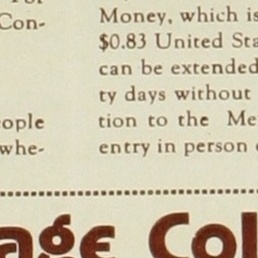 Con-
eople
whe-
Money, which is
$0.83 United Sta
can be extended
ty days without
tion to the Me
entry in person
age Col